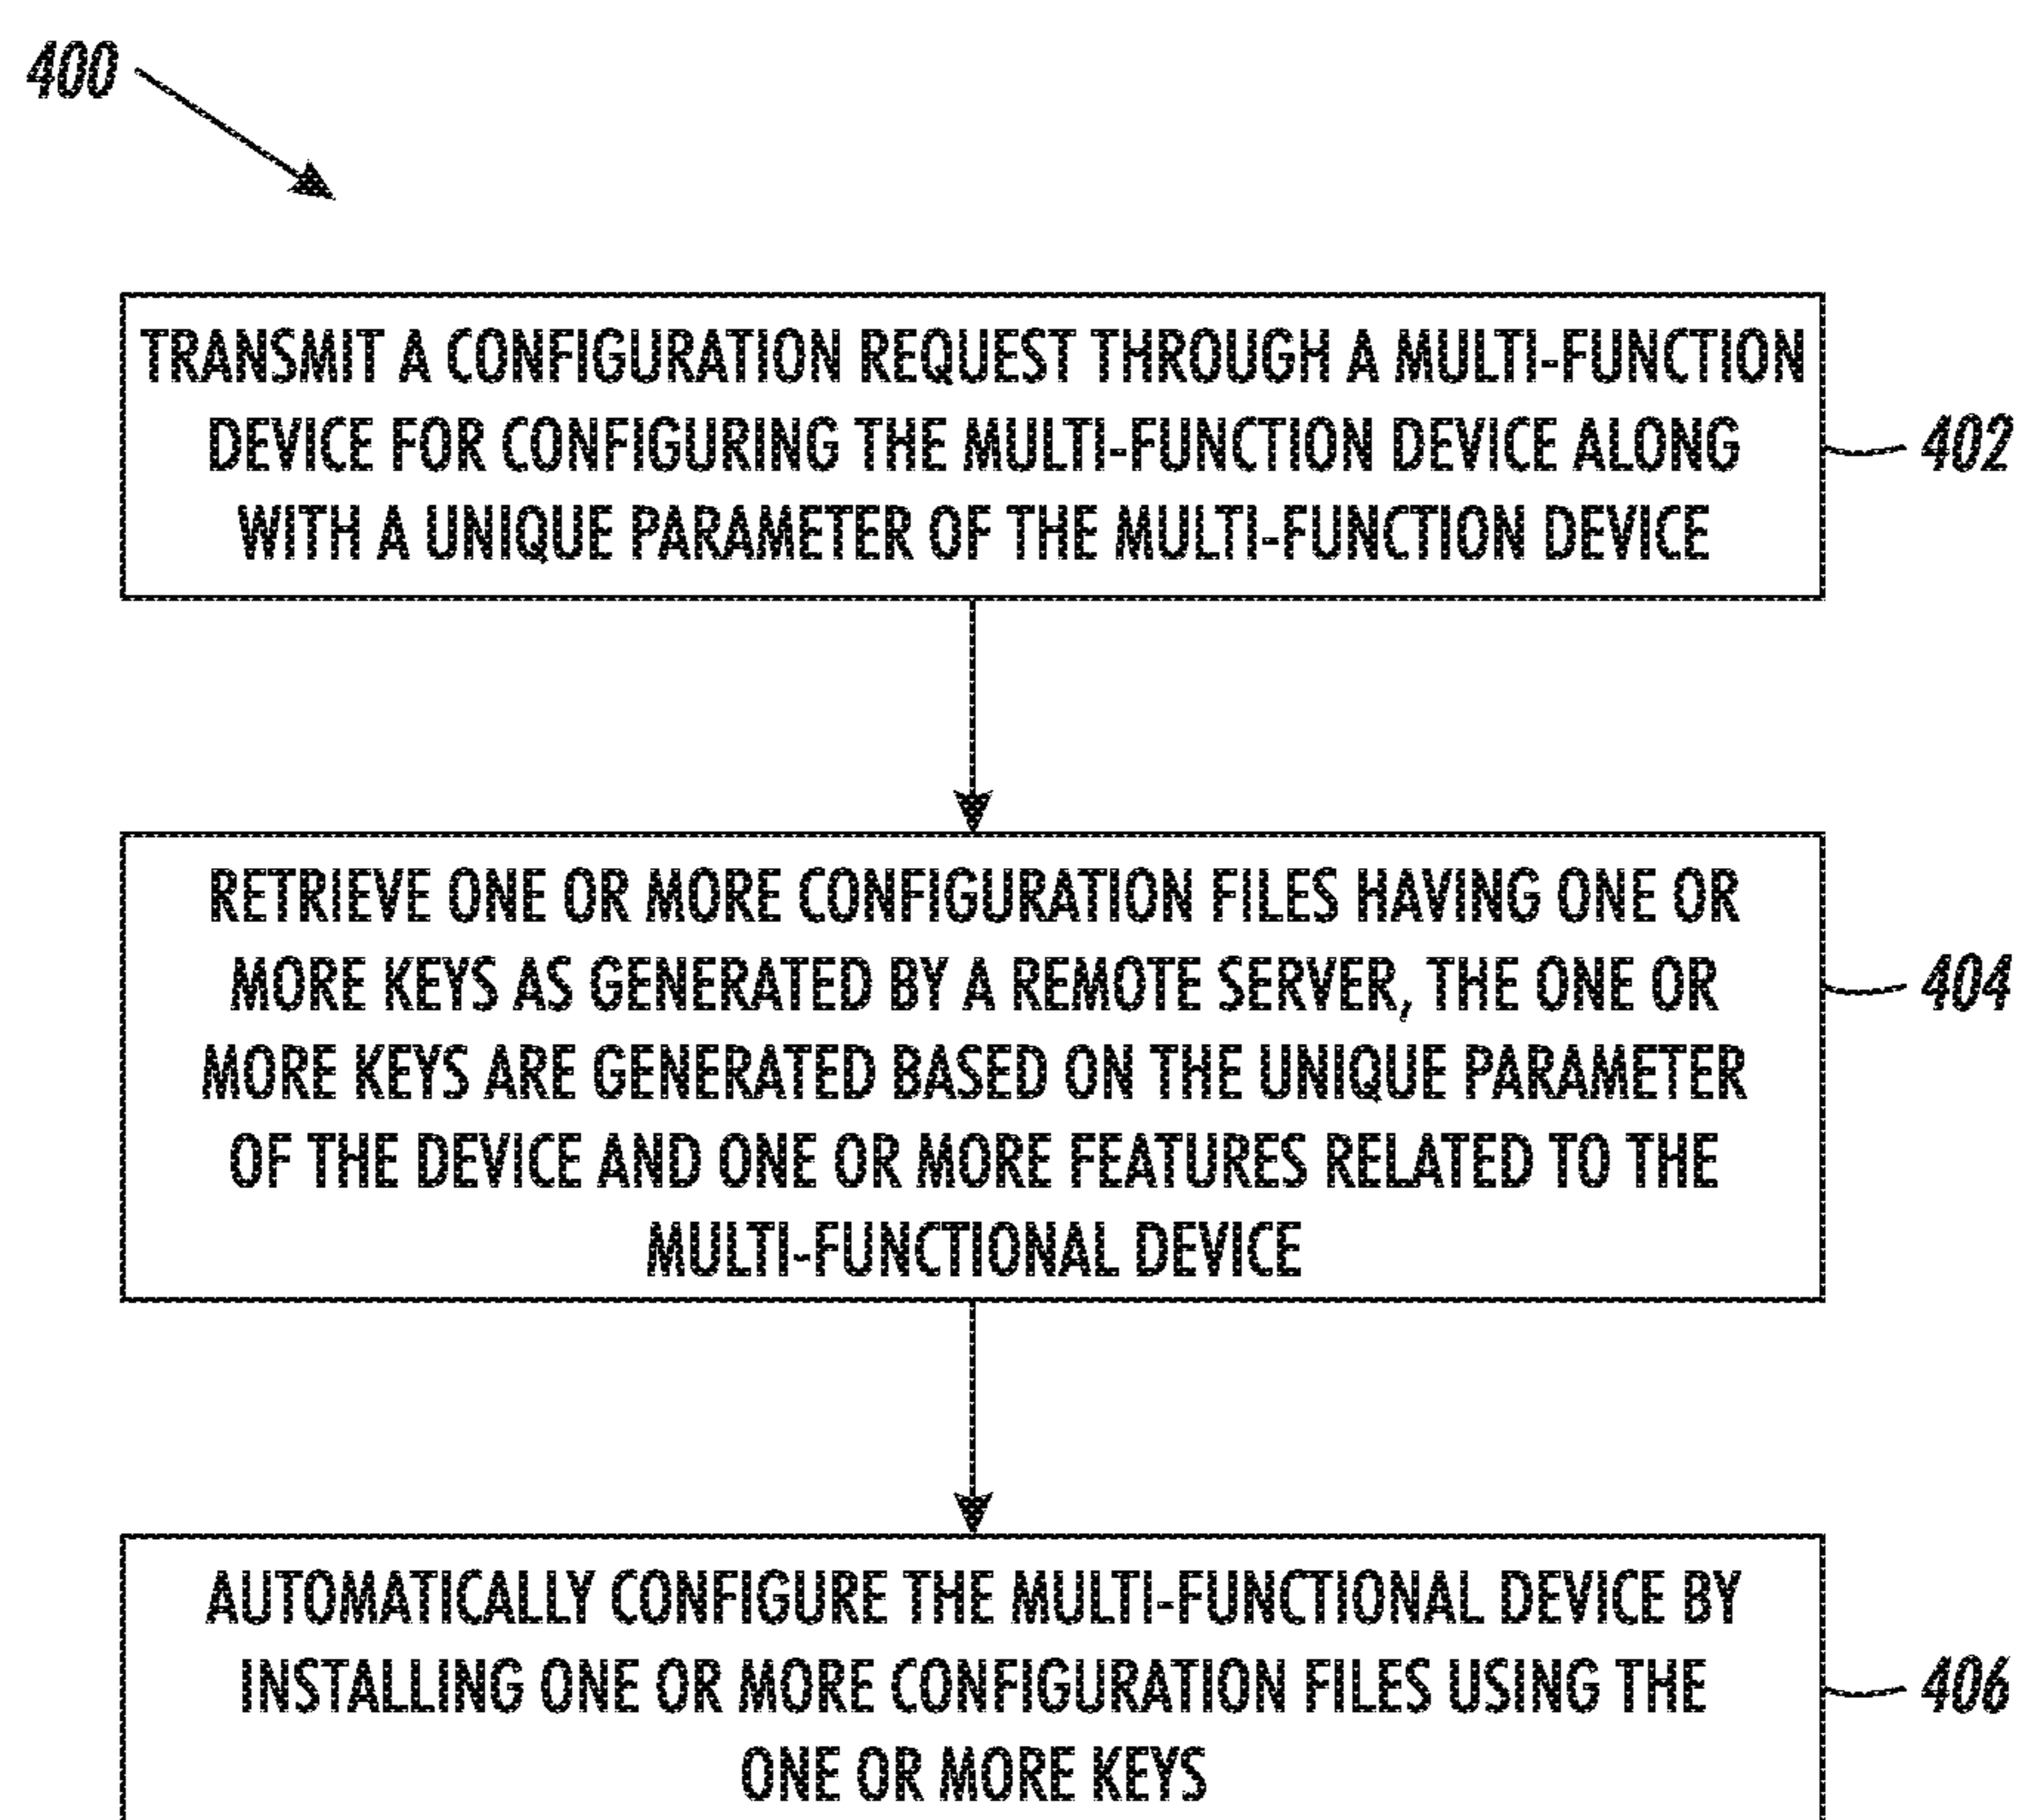 400
TRANSMIT A CONFIGURATION REQUEST THROUGH A MULTI-FUNCTION
DEVICE FOR CONFIGURING THE MULTI-FUNCTION DEVICE ALONG
WITH A UNIQUE PARAMETER OF THE MULTI-FUNCTION DEVICE
402
RETRIEVE ONE OR MORE CONFIGURATION FILES HAVING ONE OR
MORE KEYS AS GENERATED BY A REMOTE SERVER, THE ONE OR
MORE KEYS ARE GENERATED BASED ON THE UNIQUE PARAMETER
OF THE DEVICE AND ONE OR MORE FEATURES RELATED TO THE
MULTI-FUNCTIONAL DEVICE
404
AUTOMATICALLY CONFIGURE THE MULTI-FUNCTIONAL DEVICE BY
INSTALLING ONE OR MORE CONFIGURATION FILES USING THE
ONE OR MORE KEYS
406